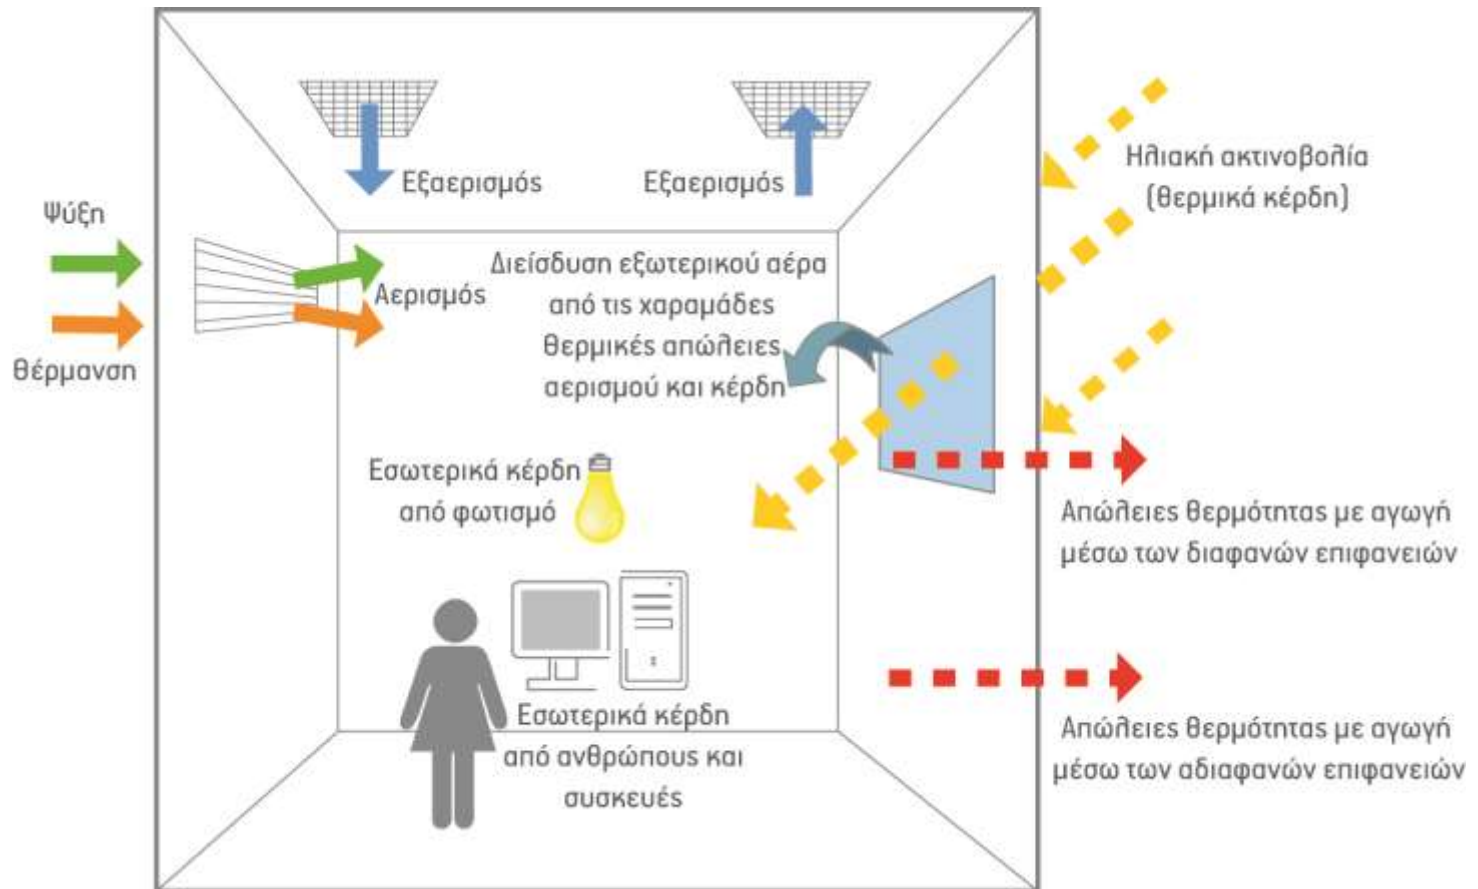 Εξαερισμός
Εξαερισμός
Ηλιακή ακτινοβολία
(θερμικά κέρδη)
Ψύξη
Διείσδυση εξωτερικού αέρα
από τις χαραμάδες
θερμικές απώλειες
αερισμού και κέρδη
Αερισμός
θέρμανση
Εσωτερικά κέρδη
από φωτισμό
Απώλειες θερμότητας με αγωγή
μέσω των διαφανών επιφανειών
Εσωτερικά κέρδη
από ανθρώπους και
συσκευές
Απώλειες θερμότητας με αγωγή
μέσω των αδιαφανών επιφανειών